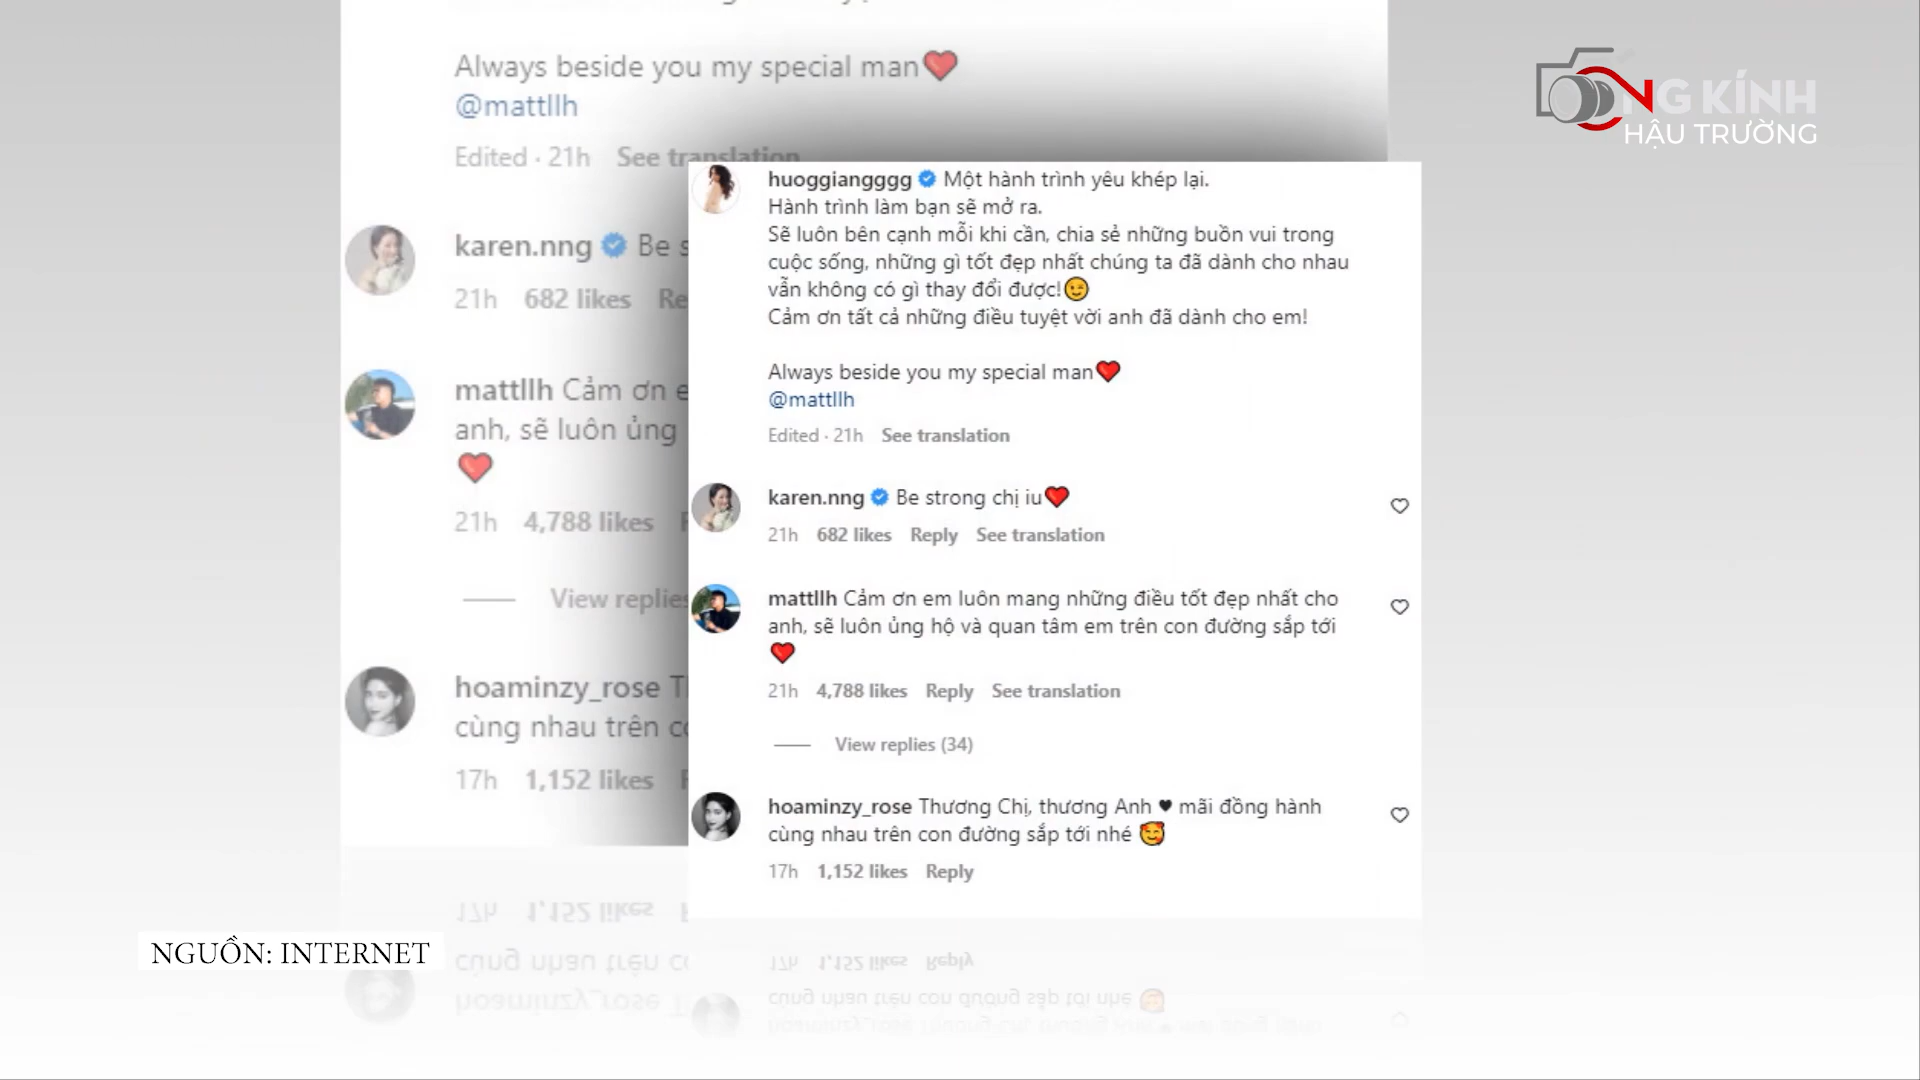 Always beside you my special man❤
@mattllh
Edited · 21h See translation
karen.nng Be s
21h 682 likes Re
mattllh Cảm ơn e
anh, sẽ luôn ủng
❤
21h 4,788 likes
View replies
hoaminzy_rose T
cùng nhau trên
17h 1,152 likes
ỐNG KÍNH
HẬU TRƯỜNG
huoggiangggg Một hành trình yêu khép lại.
Hành trình làm bạn sẽ mở ra.
Sẽ luôn bên cạnh mỗi khi cần, chia sẻ những buồn vui trong
cuộc sống, những gì tốt đẹp nhất chúng ta đã dành cho nhau
vẫn không có gì thay đổi được!😉
Cảm ơn tất cả những điều tuyệt vời anh đã dành cho em!
Always beside you my special man❤
@mattllh
Edited · 21h See translation
karen.nng Be strong chị iu❤
21h 682 likes Reply See translation
mattllh Cảm ơn em luôn mang những điều tốt đẹp nhất cho
anh, sẽ luôn ủng hộ và quan tâm em trên con đường sắp tới
❤
21h 4,788 likes Reply See translation
View replies (34)
hoaminzy_rose Thương Chị, thương Anh ♥ mãi đồng hành
cùng nhau trên con đường sắp tới nhé 🥰
17h 1,152 likes Reply
NGUỒN: INTERNET